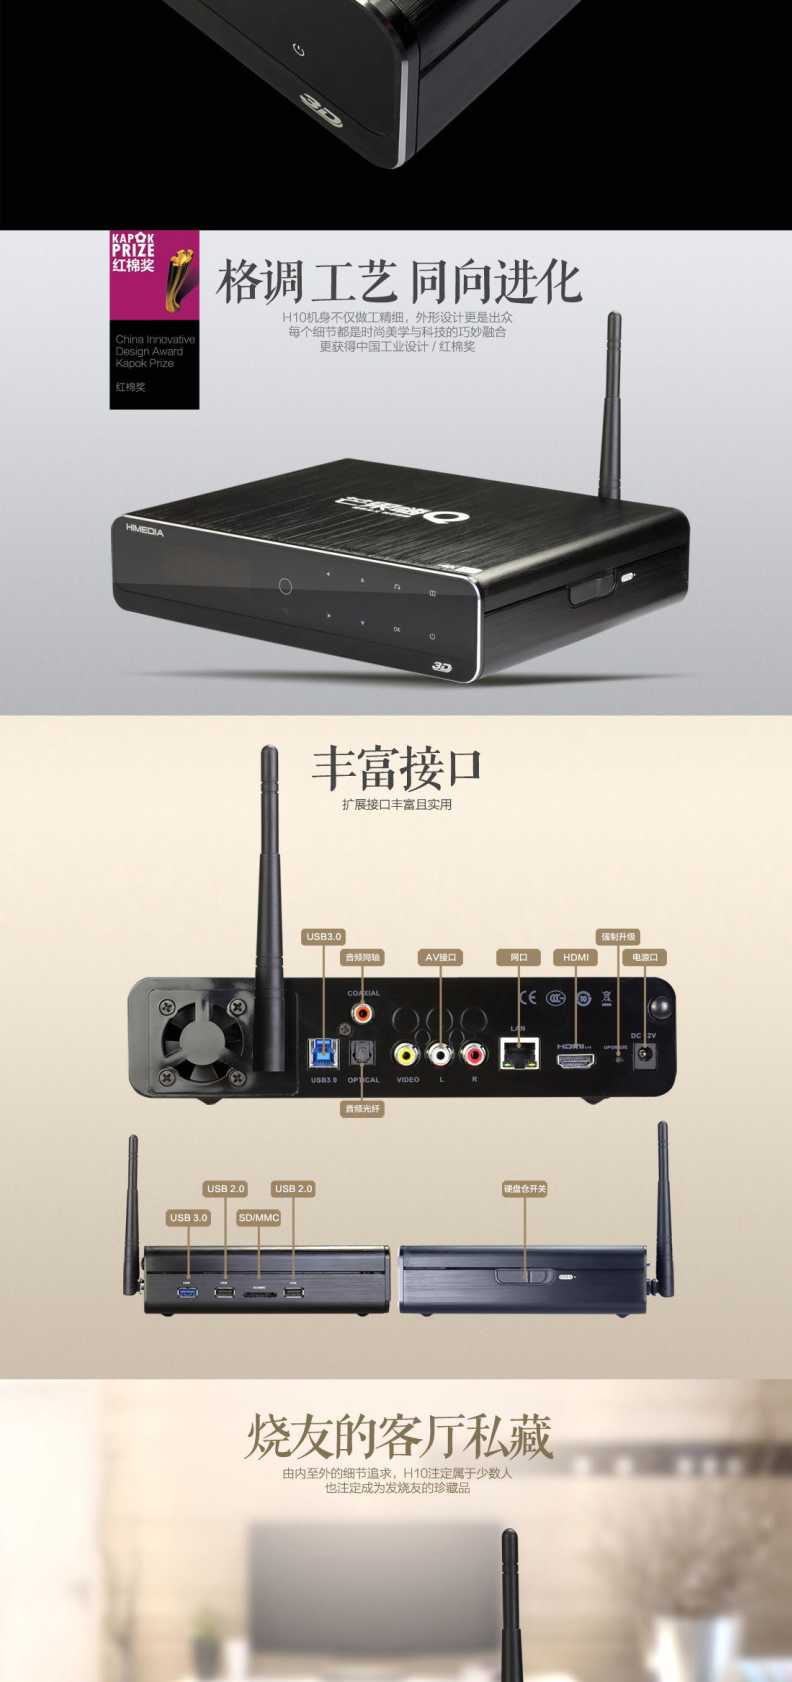 3D
KAPOK
PRIZE
红棉奖
China Innovative
Design Award
Kapok Prize
红棉奖
格调 工艺 同向进化
H10机身不仅做工精细，外形设计更是出众
每个细节都是时尚美学与科技的巧妙融合
更获得中国工业设计 / 红棉奖
芒果嗨Q
HIMEDIA
OK
3D
丰富接口
扩展接口丰富且实用
USB3.0
音频同轴
AV接口
网口
HDMI
强制升级
电源口
COAXIAL
LAN
DC 12V
HDMI
UPGRADE
USB3.0
OPTICAL
VIDEO
L
R
音频光纤
USB 3.0
USB 2.0
SD/MMC
USB 2.0
硬盘仓开关
烧友的客厅私藏
由内至外的细节追求，H10注定属于少数人
也注定成为发烧友的珍藏品